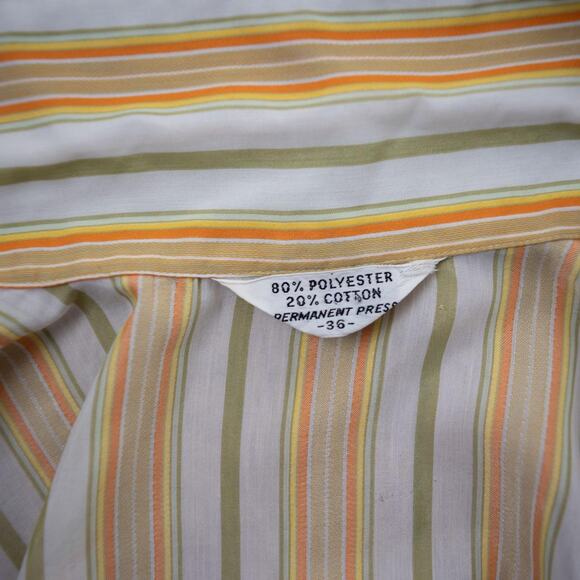 80% POLYESTER
20% COTTON
PERMANENT PRESS
-36-